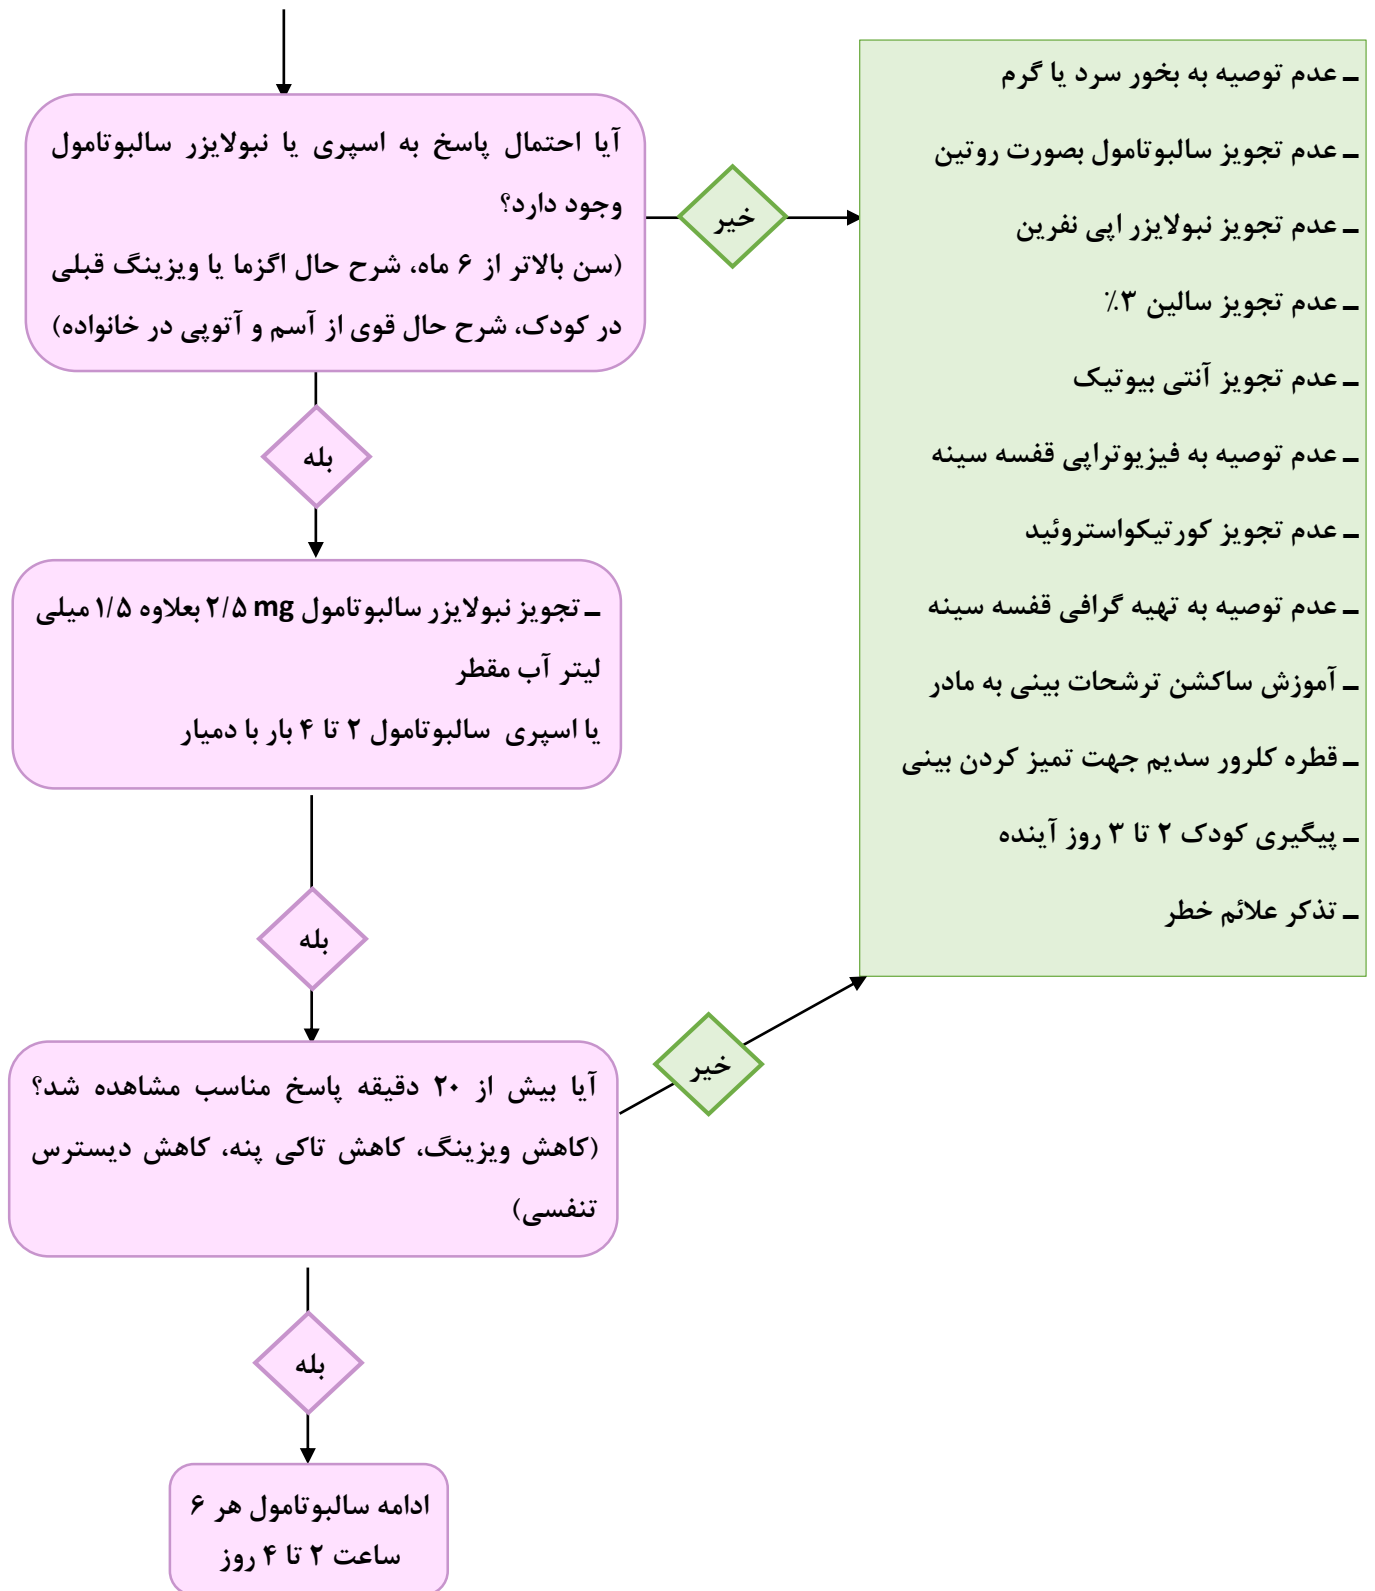 آیا احتمال پاسخ به اسپری یا نبولایزر سالبوتامول
وجود دارد؟
(سن بالاتر از ۶ ماه، شرح حال اگزما یا ویزینگ قبلی
در کودک، شرح حال قوی از آسم و آتوپی در خانواده)
خیر
ـ عدم توصیه به بخور سرد یا گرم
ـ عدم تجویز سالبوتامول بصورت روتین
ـ عدم تجویز نبولایزر اپی نفرین
ـ عدم تجویز سالین ۳٪
ـ عدم تجویز آنتی بیوتیک
ـ عدم توصیه به فیزیوتراپی قفسه سینه
ـ عدم تجویز کورتیکواستروئید
ـ عدم توصیه به تهیه گرافی قفسه سینه
ـ آموزش ساکشن ترشحات بینی به مادر
ـ قطره کلرور سدیم جهت تمیز کردن بینی
ـ پیگیری کودک ۲ تا ۳ روز آینده
ـ تذکر علائم خطر
بله
ـ تجویز نبولایزر سالبوتامول ۲/۵ mg بعلاوه ۱/۵ میلی
لیتر آب مقطر
یا اسپری سالبوتامول ۲ تا ۴ بار با دمیار
بله
آیا بیش از ۲۰ دقیقه پاسخ مناسب مشاهده شد؟
(کاهش ویزینگ، کاهش تاکی پنه، کاهش دیسترس
تنفسی)
خیر
بله
ادامه سالبوتامول هر ۶
ساعت ۲ تا ۴ روز